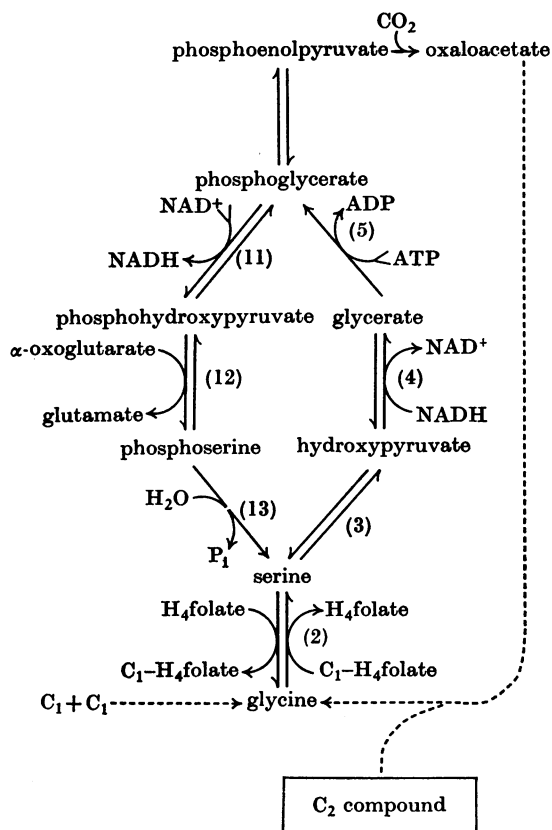 CO₂
phosphoenolpyruvate oxaloacetate
phosphoglycerate
NAD⁺ ADP
(5)
NADH (11) ATP
phosphohydroxypyruvate glycerate
α-oxoglutarate NAD⁺
(12) (4)
glutamate NADH
phosphoserine hydroxypyruvate
H₂O (13) (3)
P₁
serine
H₄folate H₄folate
(2)
C₁–H₄folate C₁–H₄folate
C₁+C₁ glycine
C₂ compound